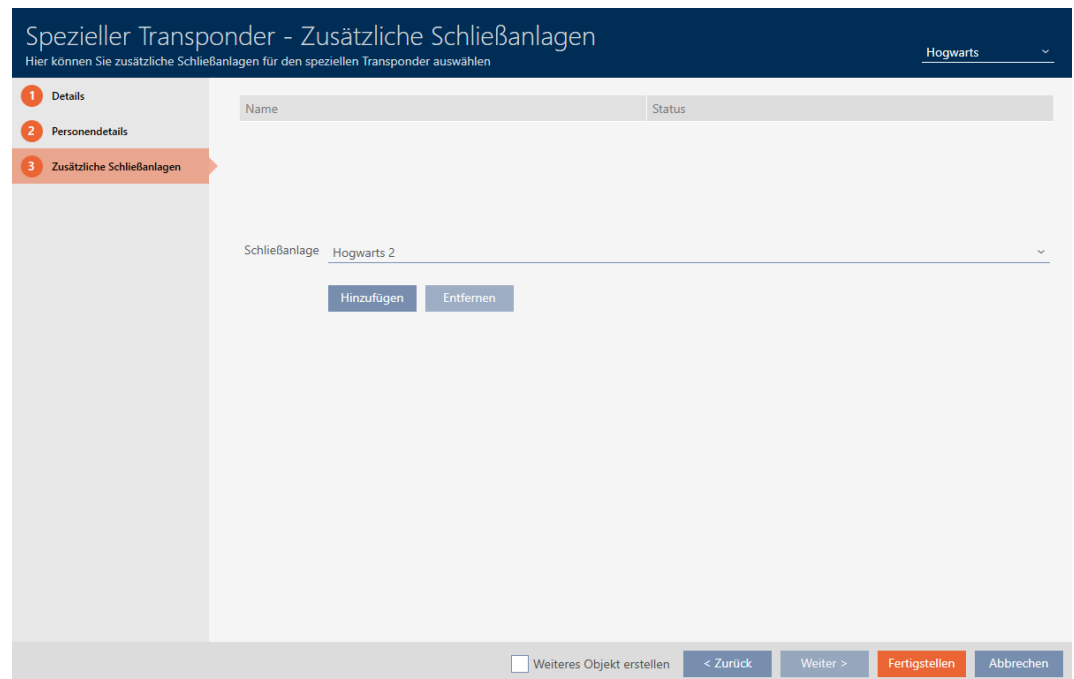 Spezieller Transponder - Zusätzliche Schließanlagen
Hier können Sie zusätzliche Schließanlagen für den speziellen Transponder auswählen
Hogwarts
1 Details
2 Personendetails
3 Zusätzliche Schließanlagen
Name Status
Schließanlage Hogwarts 2
Hinzufügen Entfernen
Weiteres Objekt erstellen < Zurück Weiter > Fertigstellen Abbrechen